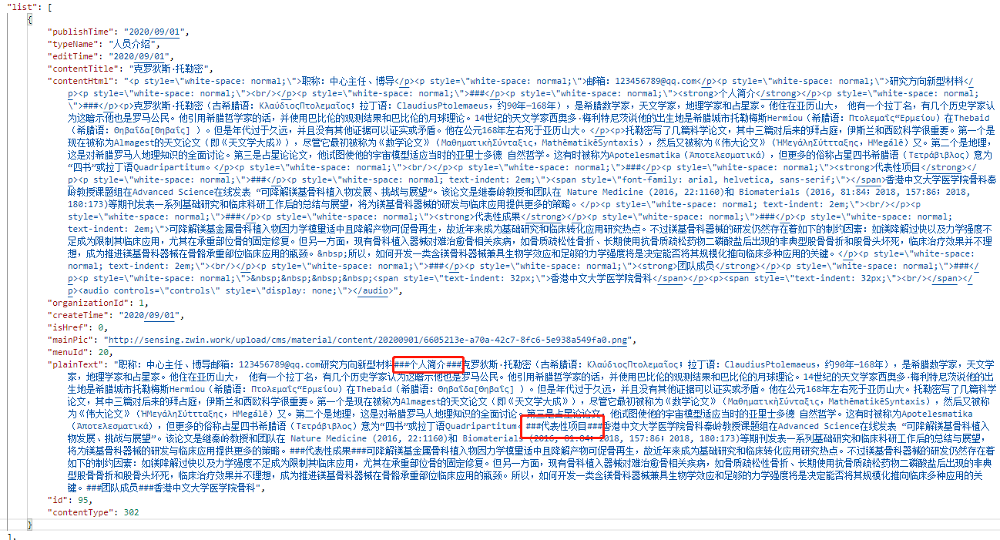 "list": [
{
"publishTime": "2020/09/01",
"typeName": "人员介绍",
"editTime": "2020/09/01",
"contentTitle": "克罗狄斯·托勒密",
"contentHtml": "<p style=\"white-space: normal;\">职称：中心主任、博导</p><p style=\"white-space: normal;\">邮箱：123456789@qq.com</p><p style=\"white-space: normal;\">研究方向新型材料</
p><p style=\"white-space: normal;\"><br/></p><p style=\"white-space: normal;\">###</p><p style=\"white-space: normal;\"><strong>个人简介</strong></p><p style=\"white-space: normal;
\">###</p><p>克罗狄斯·托勒密（古希腊语：ΚλαύδιοςΠτολεμαῖος；拉丁语：ClaudiusPtolemaeus，约90年—168年），是希腊数学家，天文学家，地理学家和占星家。他住在亚历山大， 他有一个拉丁名，有几个历史学家认
为这暗示他也是罗马公民。他引用希腊哲学家的话，并使用巴比伦的观测结果和巴比伦的月球理论。14世纪的天文学家西奥多·梅利特尼茨说他的出生地是希腊城市托勒梅斯Hermiou（希腊语：Πτολεμαΐς“Ερμείου）在Thebaid
（希腊语：Θηβαΐδα[Θηβαΐς] ）。但是年代过于久远，并且没有其他证据可以证实或矛盾。他在公元168年左右死于亚历山大。</p><p>托勒密写了几篇科学论文，其中三篇对后来的拜占庭，伊斯兰和西欧科学很重要。第一个是
现在被称为Almagest的天文论文（即《天文学大成》），尽管它最初被称为《数学论文》（ΜαθηματικὴΣύνταξις，MathēmatikēSyntaxis），然后又被称为《伟大论文》（ΗΜεγάληΣύττταξης，HMegálē）又。第二个是地理，
这是对希腊罗马人地理知识的全面讨论。第三是占星论论文，他试图使他的宇宙模型适应当时的亚里士多德 自然哲学。这有时被称为Apotelesmatika（Ἀποτελεσματικά），但更多的俗称占星四书希腊语（Τετράβιβλος）意为
“四书”或拉丁语Quadripartitum。</p><p style=\"white-space: normal;\"><br/></p><p style=\"white-space: normal;\">###</p><p style=\"white-space: normal;\"><strong>代表性项目</strong></
p><p style=\"white-space: normal;\">###</p><p style=\"white-space: normal; text-indent: 2em;\"><span style=\"font-family: arial, helvetica, sans-serif;\"></span>香港中文大学医学院骨科秦
岭教授课题组在Advanced Science在线发表 “可降解镁基骨科植入物发展、挑战与展望”。该论文是继秦岭教授和团队在 Nature Medicine (2016, 22:1160)和 Biomaterials (2016, 81:84; 2018, 157:86; 2018,
180:173)等期刊发表一系列基础研究和临床科研工作后的总结与展望，将为镁基骨科器械的研发与临床应用提供更多的策略。</p><p style=\"white-space: normal; text-indent: 2em;\"><br/></p><p
style=\"white-space: normal;\">###</p><p style=\"white-space: normal;\"><strong>代表性成果</strong></p><p style=\"white-space: normal;\">###</p><p style=\"white-space: normal;
text-indent: 2em;\">可降解镁基金属骨科植入物因力学模量适中且降解产物可促骨再生，故近年来成为基础研究和临床转化应用研究热点。不过镁基骨科器械的研发仍然存在着如下的制约因素：如镁降解过快以及力学强度不
足成为限制其临床应用，尤其在承重部位骨的固定修复。但另一方面，现有骨科植入器械对难治愈骨相关疾病，如骨质疏松性骨折、长期使用抗骨质疏松药物二磷酸盐后出现的非典型股骨骨折和股骨头坏死，临床治疗效果并不理
想，成为推进镁基骨科器械在骨骼承重部位临床应用的瓶颈。&nbsp;所以，如何开发一类含镁骨科器械兼具生物学效应和足够的力学强度将是决定能否将其规模化推向临床多种应用的关键。</p><p style=\"white-space:
normal; text-indent: 2em;\"><br/></p><p style=\"white-space: normal;\">###</p><p style=\"white-space: normal;\"><strong>团队成员</strong></p><p style=\"white-space: normal;\">###</
p><p style=\"white-space: normal;\">&nbsp;&nbsp;&nbsp;&nbsp;<span style=\"text-indent: 32px;\">香港中文大学医学院骨科</span></p><p><span style=\"text-indent: 32px;\"><br/></span></
p><audio controls=\"controls\" style=\"display: none;\"></audio>",
"organizationId": 1,
"createTime": "2020/09/01",
"isHref": 0,
"mainPic": "http://sensing.zwin.work/upload/cms/material/content/20200901/6605213e-a70a-42c7-8fc6-5e938a549fa0.png",
"menuId": 20,
"plainText": "职称：中心主任、博导邮箱：123456789@qq.com研究方向新型材料###个人简介###克罗狄斯·托勒密（古希腊语：ΚλαύδιοςΠτολεμαῖος；拉丁语：ClaudiusPtolemaeus，约90年—168年），是希腊数学家，天文学
家，地理学家和占星家。他住在亚历山大， 他有一个拉丁名，有几个历史学家认为这暗示他也是罗马公民。他引用希腊哲学家的话，并使用巴比伦的观测结果和巴比伦的月球理论。14世纪的天文学家西奥多·梅利特尼茨说他的出
生地是希腊城市托勒梅斯Hermiou（希腊语：Πτολεμαΐς“Ερμείου）在Thebaid（希腊语：Θηβαΐδα[Θηβαΐς] ）。但是年代过于久远，并且没有其他证据可以证实或矛盾。他在公元168年左右死于亚历山大。托勒密写了几篇科学
论文，其中三篇对后来的拜占庭，伊斯兰和西欧科学很重要。第一个是现在被称为Almagest的天文论文（即《天文学大成》），尽管它最初被称为《数学论文》（ΜαθηματικὴΣύνταξις，MathēmatikēSyntaxis），然后又被称
为《伟大论文》（ΗΜεγάληΣύττταξης，HMegálē）又。第二个是地理，这是对希腊罗马人地理知识的全面讨论。第三是占星论论文，他试图使他的宇宙模型适应当时的亚里士多德 自然哲学。这有时被称为Apotelesmatika
（Ἀποτελεσματικά），但更多的俗称占星四书希腊语（Τετράβιβλος）意为“四书”或拉丁语Quadripartitum。###代表性项目###香港中文大学医学院骨科秦岭教授课题组在Advanced Science在线发表 “可降解镁基骨科植入
物发展、挑战与展望”。该论文是继秦岭教授和团队在 Nature Medicine (2016, 22:1160)和 Biomaterials (2016, 81:84; 2018, 157:86; 2018, 180:173)等期刊发表一系列基础研究和临床科研工作后的总结与展望，
将为镁基骨科器械的研发与临床应用提供更多的策略。###代表性成果###可降解镁基金属骨科植入物因力学模量适中且降解产物可促骨再生，故近年来成为基础研究和临床转化应用研究热点。不过镁基骨科器械的研发仍然存在着
如下的制约因素：如镁降解过快以及力学强度不足成为限制其临床应用，尤其在承重部位骨的固定修复。但另一方面，现有骨科植入器械对难治愈骨相关疾病，如骨质疏松性骨折、长期使用抗骨质疏松药物二磷酸盐后出现的非典
型股骨骨折和股骨头坏死，临床治疗效果并不理想，成为推进镁基骨科器械在骨骼承重部位临床应用的瓶颈。所以，如何开发一类含镁骨科器械兼具生物学效应和足够的力学强度将是决定能否将其规模化推向临床多种应用的关
键。###团队成员###香港中文大学医学院骨科",
"id": 95,
"contentType": 302
}
],